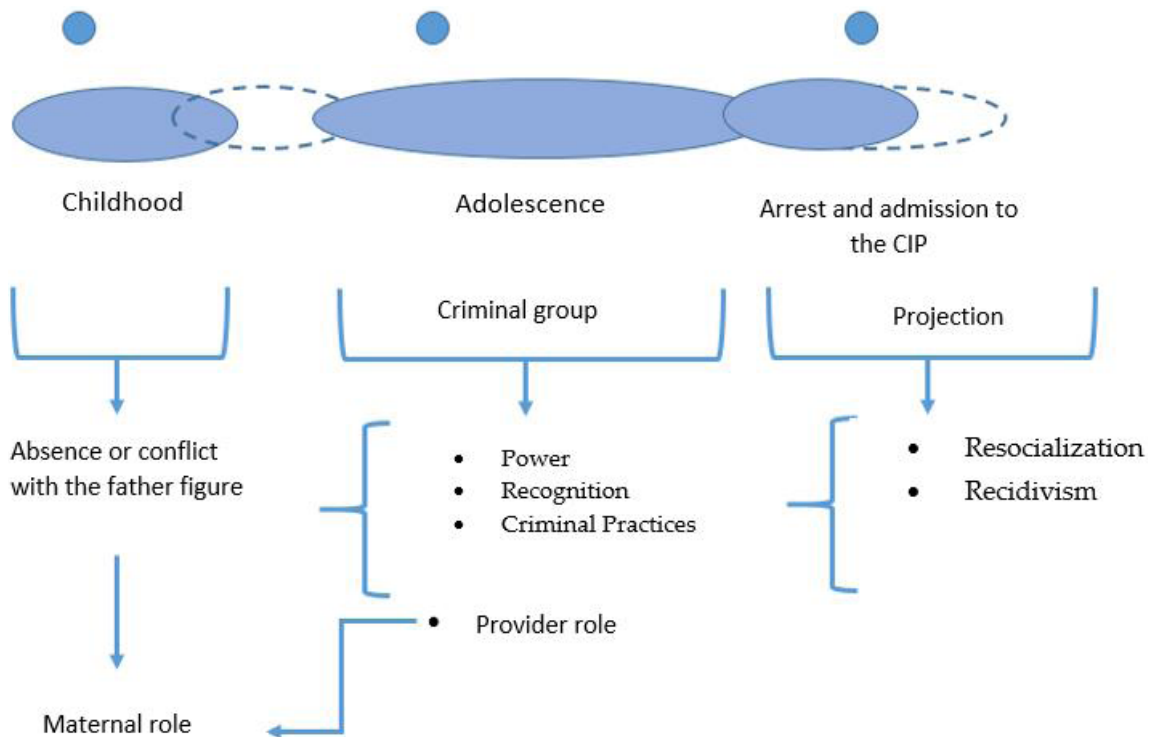 Childhood
Adolescence
Arrest and admission to
the CIP
Criminal group
Projection
Absence or conflict
with the father figure
• Power
• Recognition
• Criminal Practices
• Resocialization
• Recidivism
• Provider role
Maternal role